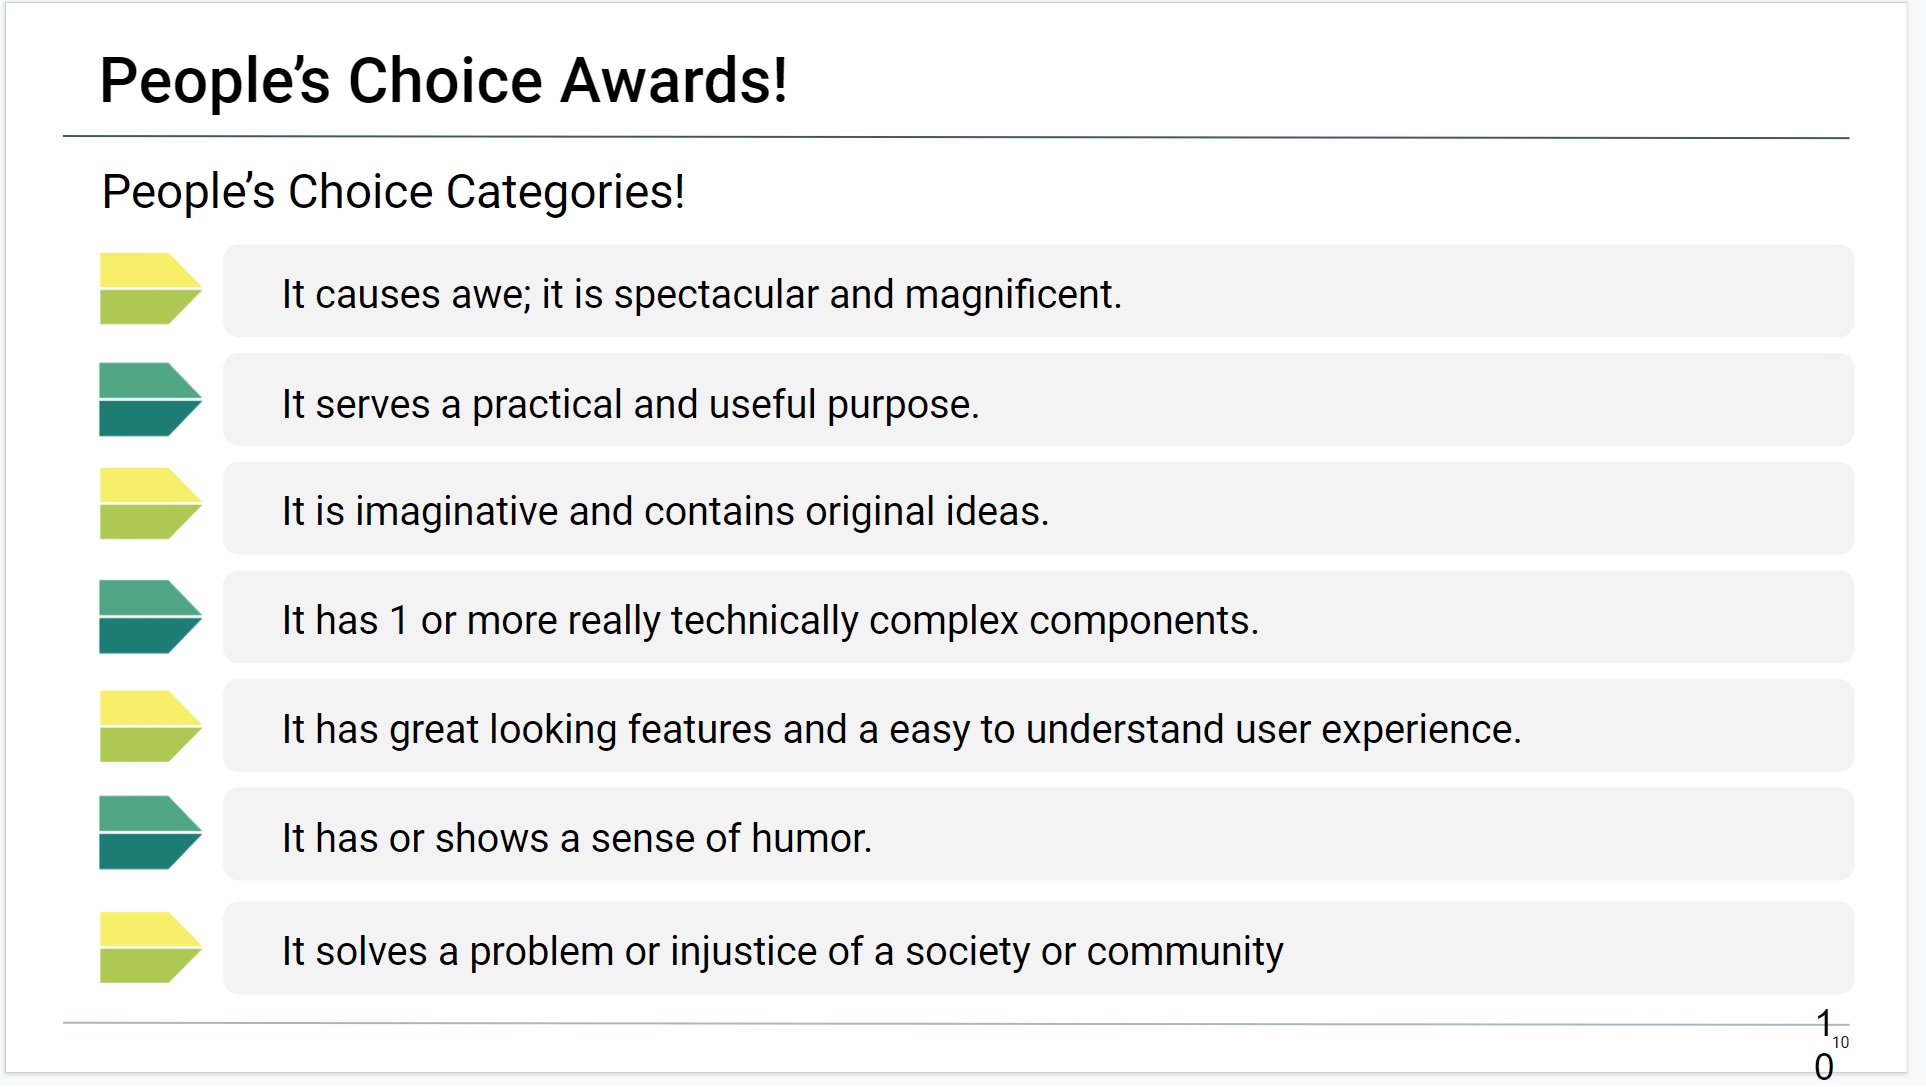 People’s Choice Awards!
People’s Choice Categories!
It causes awe; it is spectacular and magnificent.
It serves a practical and useful purpose.
It is imaginative and contains original ideas.
It has 1 or more really technically complex components.
It has great looking features and a easy to understand user experience.
It has or shows a sense of humor.
It solves a problem or injustice of a society or community
1
10
0